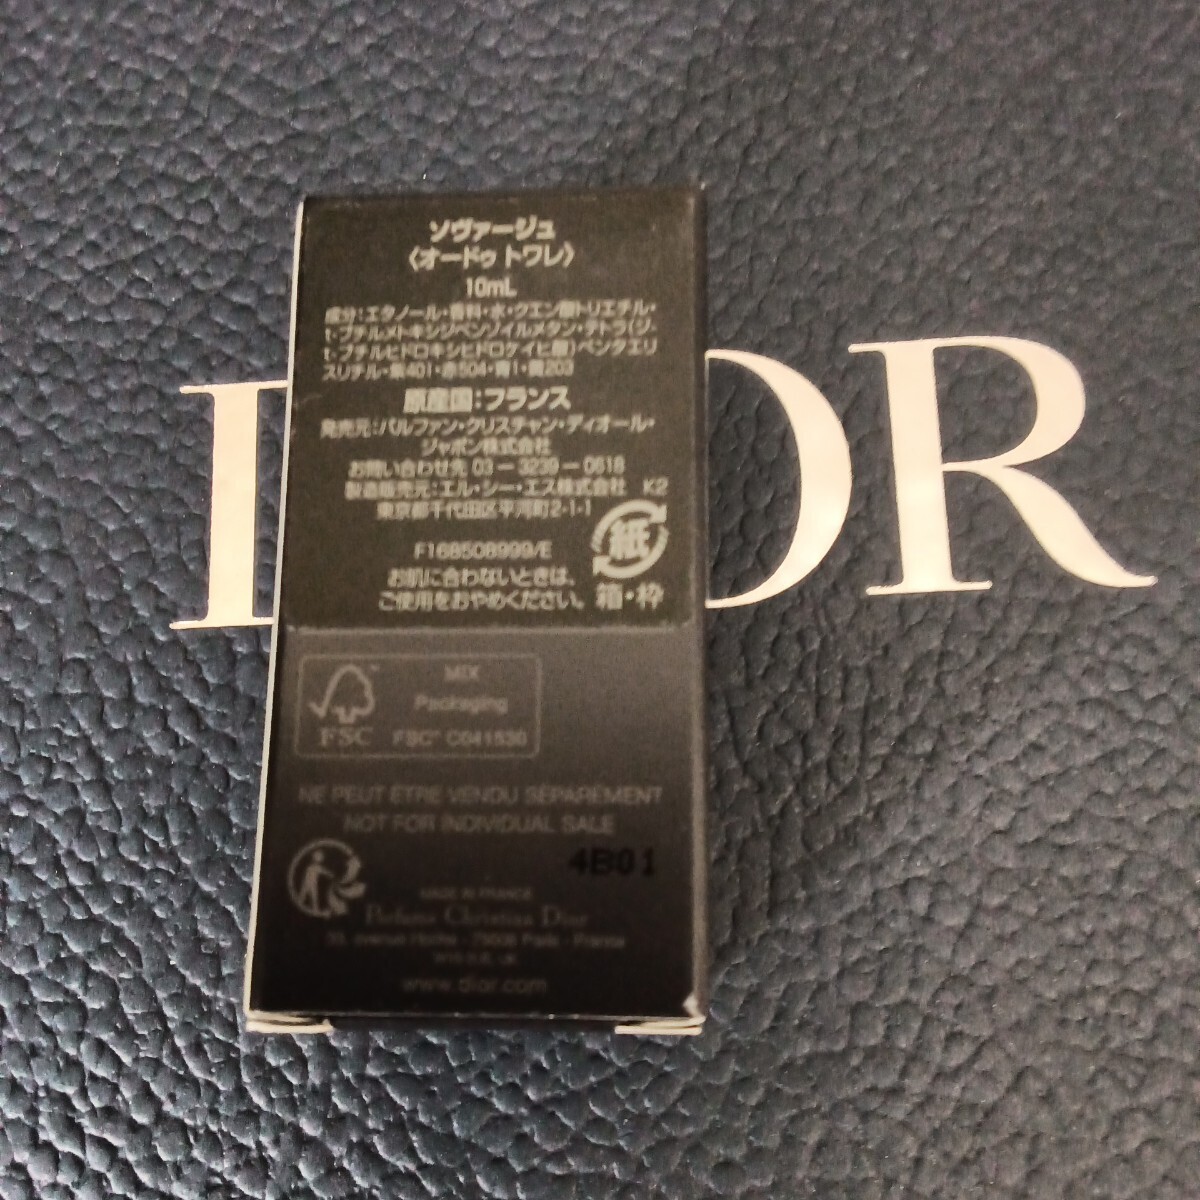 DIOR
ソヴァージュ
〈オードゥ トワレ〉
10mL
成分：エタノール・香料・水・クエン酸トリエチル・
t-ブチルメトキシジベンゾイルメタン・テトラ(ジ-
t-ブチルヒドロキシヒドロケイヒ酸)ペンタエリ
スリチル・紫401・赤504・青1・黄203
原産国：フランス
発売元：パルファン・クリスチャン・ディオール・
ジャポン株式会社
お問い合わせ先 03－3239－0618
製造販売元：エル・シー・エス株式会社 K2
東京都千代田区平河町2-1-1
紙
F168508999/E
お肌に合わないときは、
ご使用をおやめください。 箱・枠
MIX
Packaging
FSC FSC™ C041530
NE PEUT ÊTRE VENDU SÉPARÉMENT
NOT FOR INDIVIDUAL SALE
4B01
MADE IN FRANCE
Parfums Christian Dior
33, avenue Hoche - 75008 Paris - France
www.dior.com